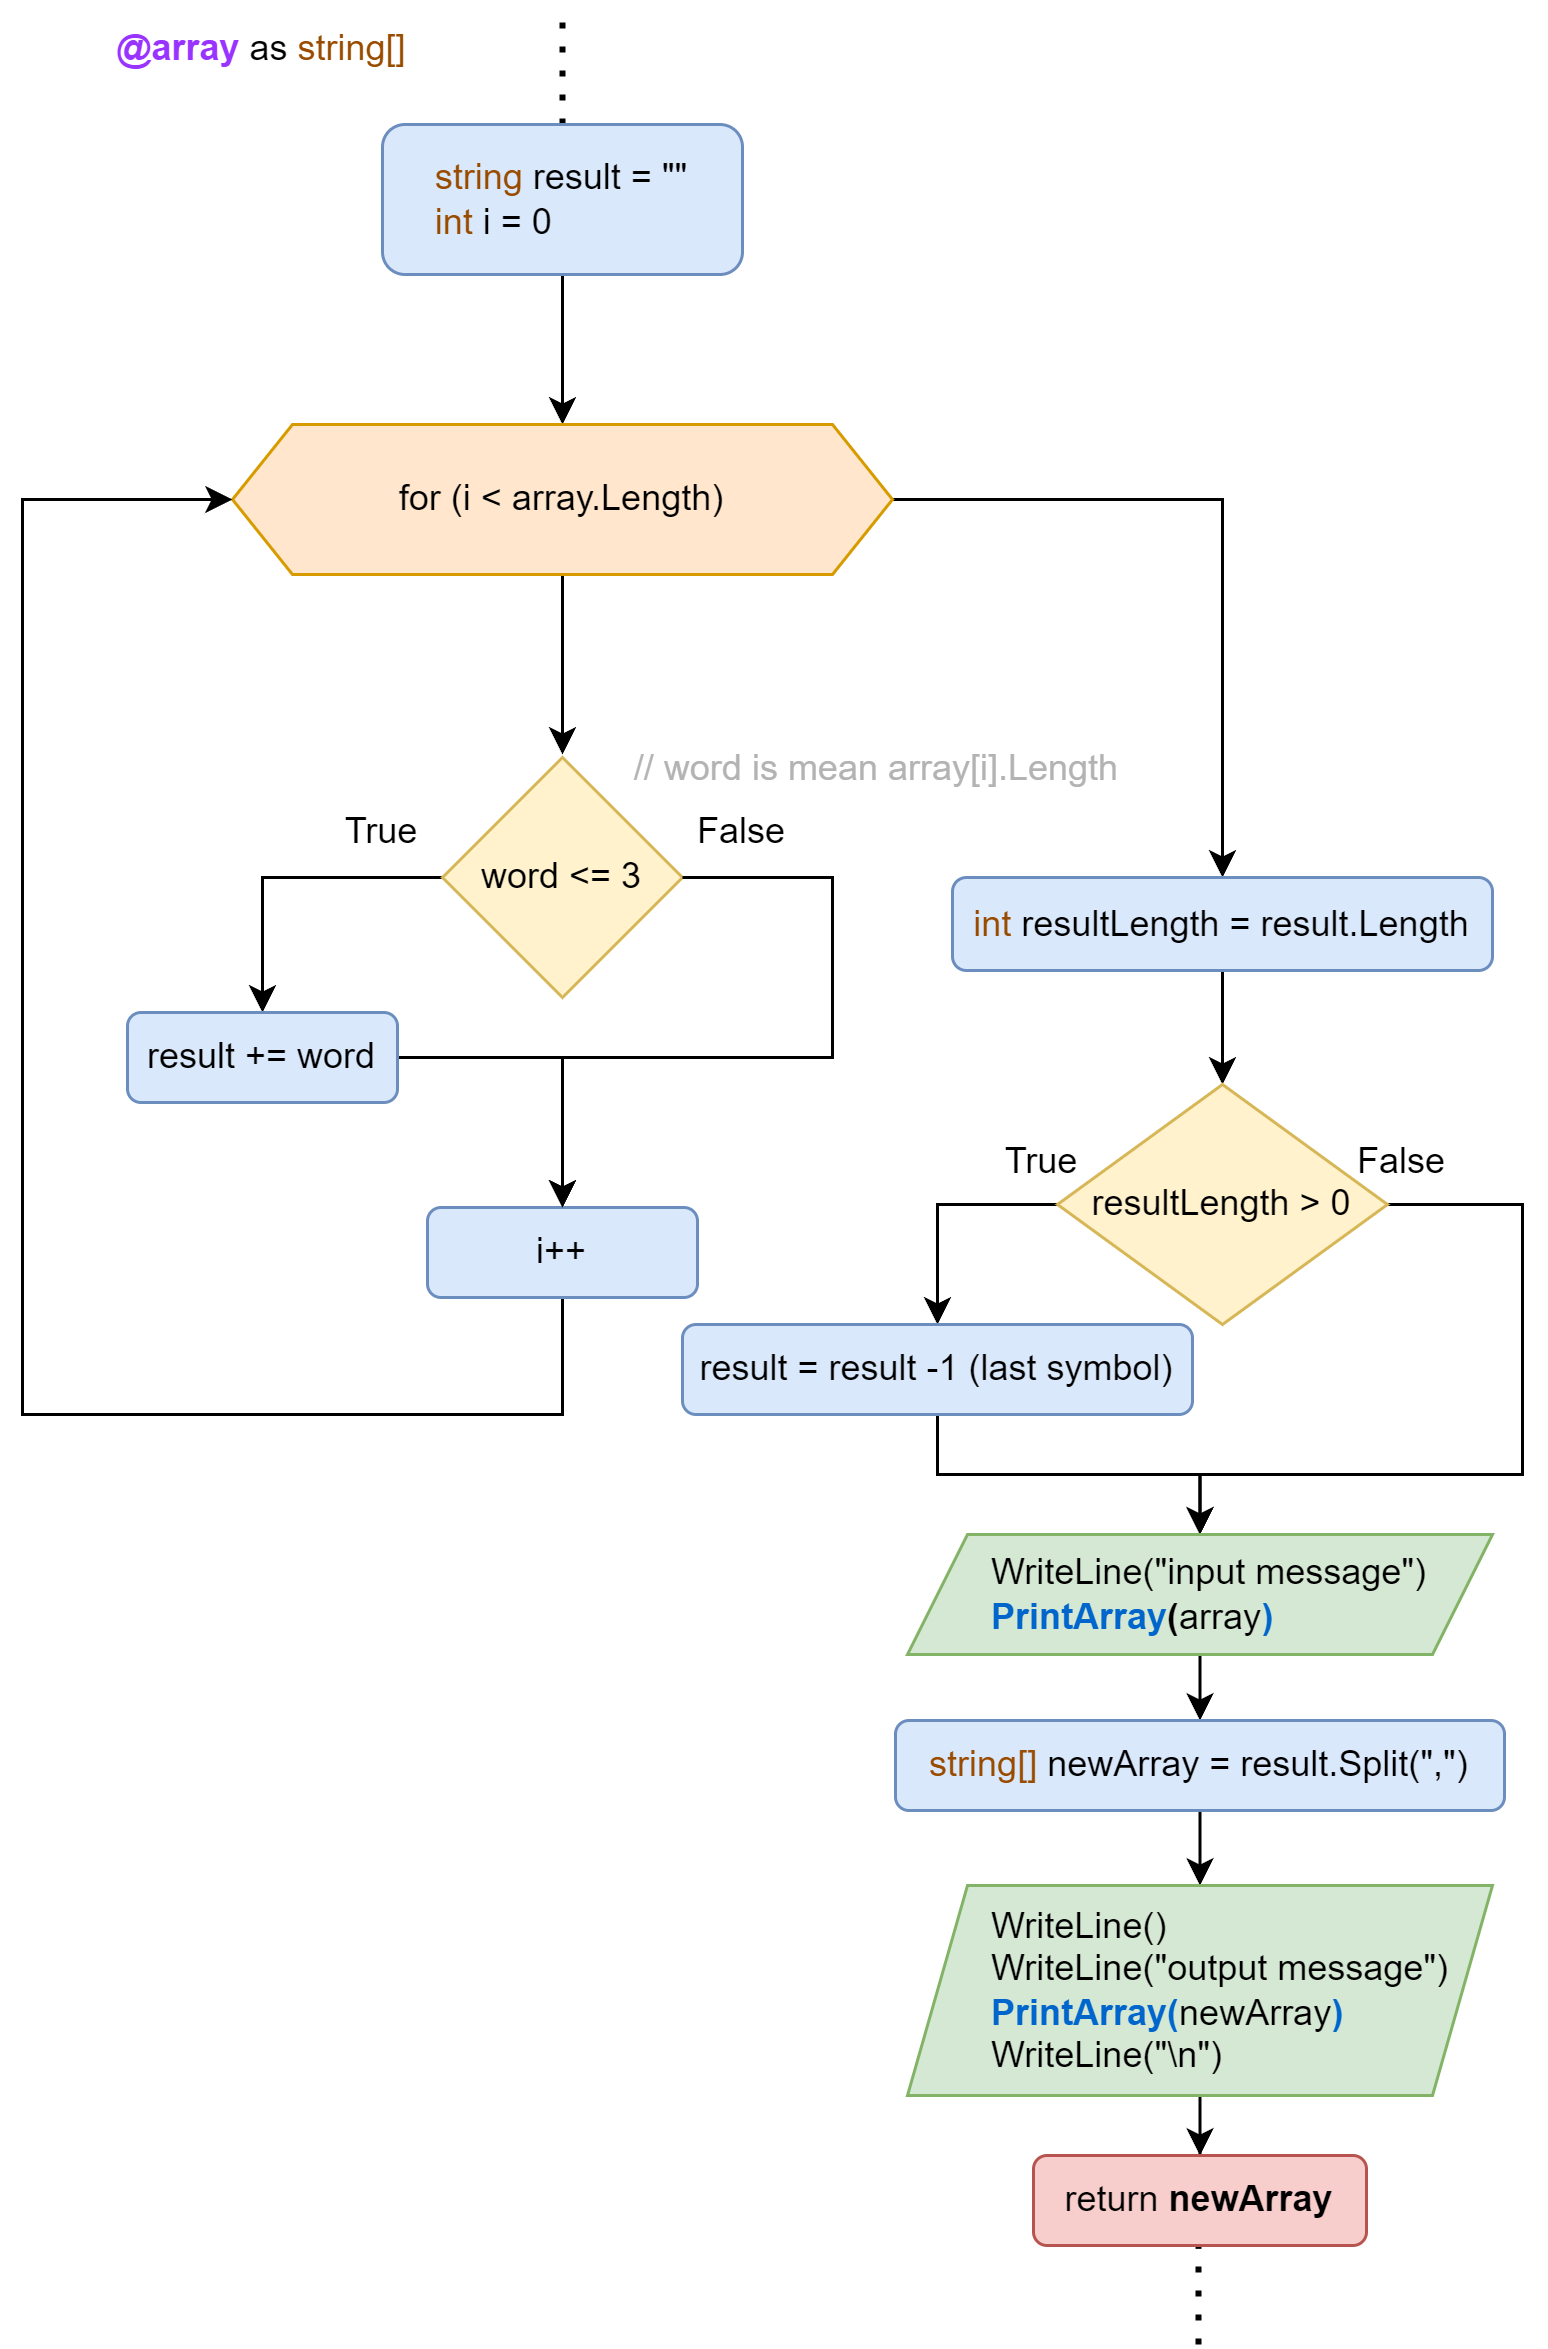 @array as string[]
string result = ""
int i = 0
for (i < array.Length)
// word is mean array[i].Length
True
False
word <= 3
result += word
i++
int resultLength = result.Length
True
False
resultLength > 0
result = result -1 (last symbol)
WriteLine("input message")
PrintArray(array)
string[] newArray = result.Split(",")
WriteLine()
WriteLine("output message")
PrintArray(newArray)
WriteLine("\n")
return newArray